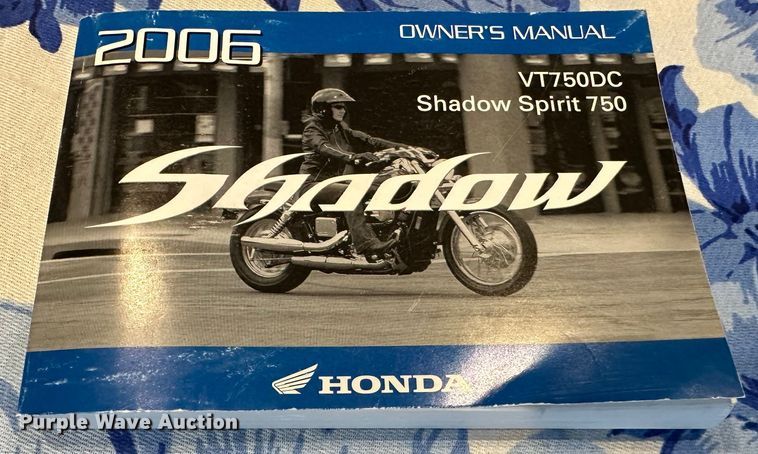 2006
OWNER'S MANUAL
VT750DC
Shadow Spirit 750
Shadow
HONDA
Purple Wave Auction